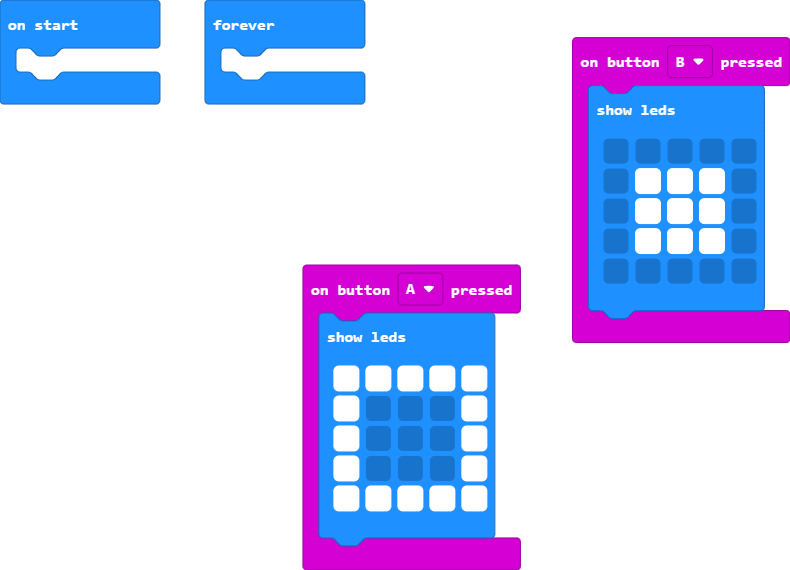 on start
forever
on button B pressed
show leds
on button A pressed
show leds